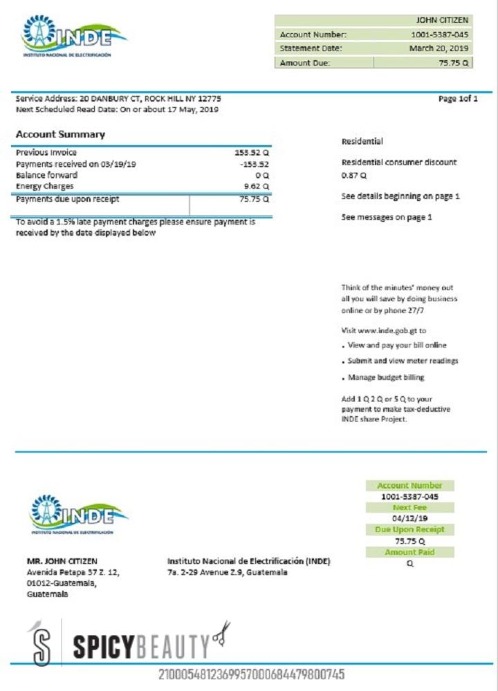 INDE
INSTITUTO NACIONAL DE ELECTRIFICACIÓN
JOHN CITIZEN
Account Number: 1001-5387-045
Statement Date: March 20, 2019
Amount Due: 75.75 Q
Service Address: 20 DANBURY CT, ROCK HILL NY 12775
Next Scheduled Read Date: On or about 17 May, 2019
Page 1of 1
Account Summary
Previous Invoice 153.52 Q
Payments received on 03/19/19 -153.52
Balance forward 0 Q
Energy Charges 9.62 Q
Payments due upon receipt 75.75 Q
To avoid a 1.5% late payment charges please ensure payment is
received by the date displayed below
Residential
Residential consumer discount
0.87 Q
See details beginning on page 1
See messages on page 1
Think of the minutes' money out
all you will save by doing business
online or by phone 27/7
Visit www.inde.gob.gt to
• View and pay your bill online
• Submit and view meter readings
• Manage budget billing
Add 1 Q 2 Q or 5 Q to your
payment to make tax-deductive
INDE share Project.
INDE
INSTITUTO NACIONAL DE ELECTRIFICACIÓN
Account Number
1001-5387-045
Next Fee
04/12/19
Due Upon Receipt
75.75 Q
Amount Paid
Q
MR. JOHN CITIZEN
Avenida Petapa 37 Z. 12,
01012-Guatemala,
Guatemala
Instituto Nacional de Electrificación (INDE)
7a. 2-29 Avenue Z.9, Guatemala
S SPICYBEAUTY
2100054812369957000684479800745